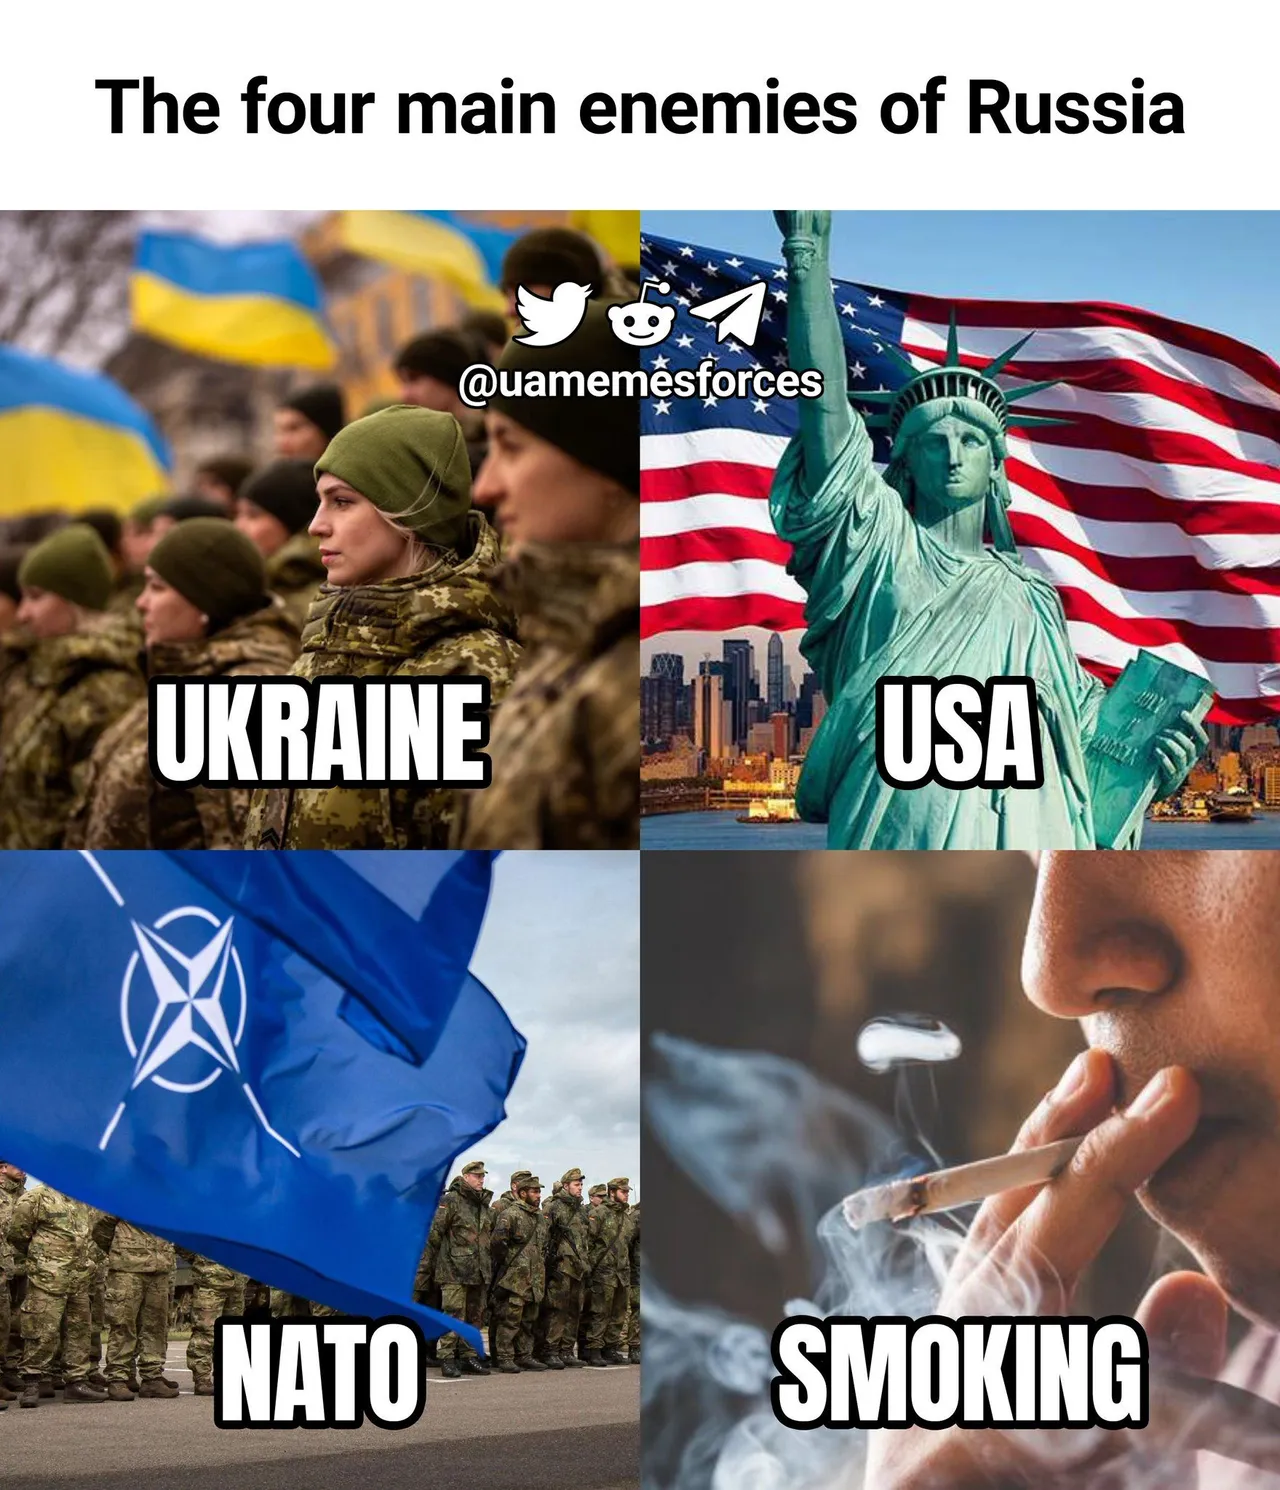 The four main enemies of Russia
@uamemesforces
UKRAINE
USA
NATO
SMOKING